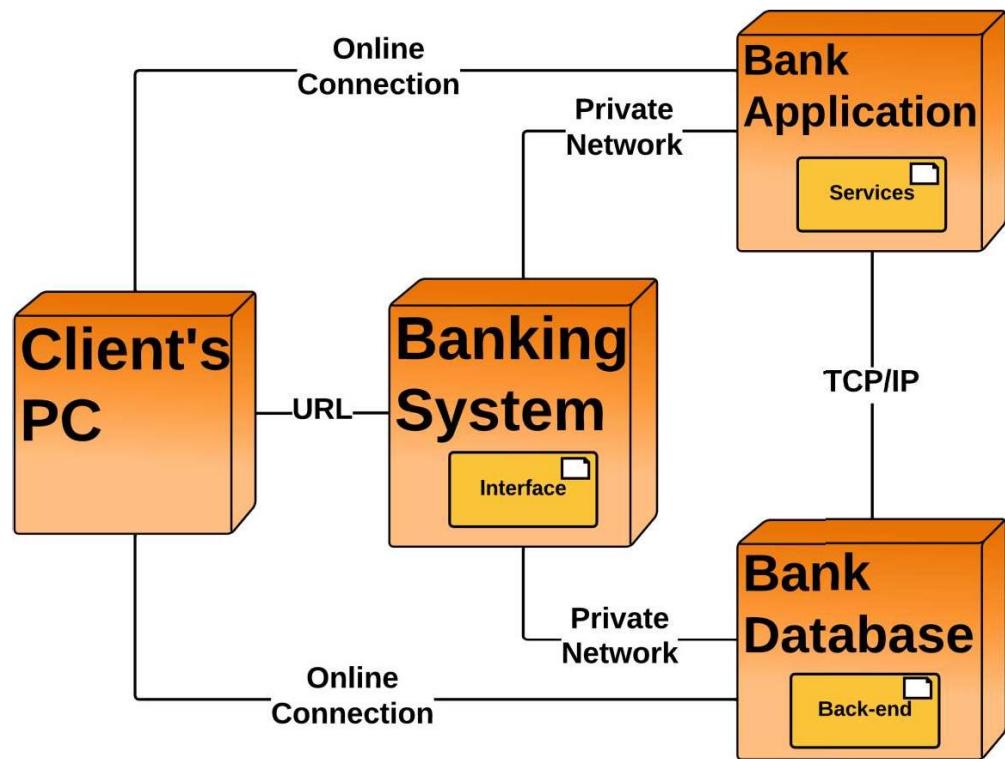 Online
Connection
Bank
Application
Private
Network
Services
Client's
PC
URL
Banking
System
Interface
TCP/IP
Private
Network
Bank
Database
Back-end
Online
Connection